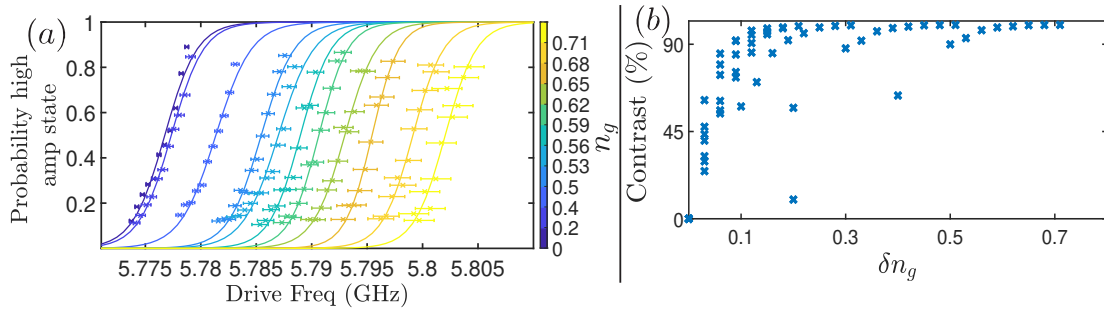 (a)
Probability high
amp state
1
0.8
0.6
0.4
0.2
5.775 5.78 5.785 5.79 5.795 5.8 5.805
Drive Freq (GHz)
0.71
0.68
0.65
0.62
0.59
0.56
0.53
0.5
0.4
0.2
0
n_g
(b)
Contrast (%)
90
45
0
0.1 0.3 0.5 0.7
δn_g